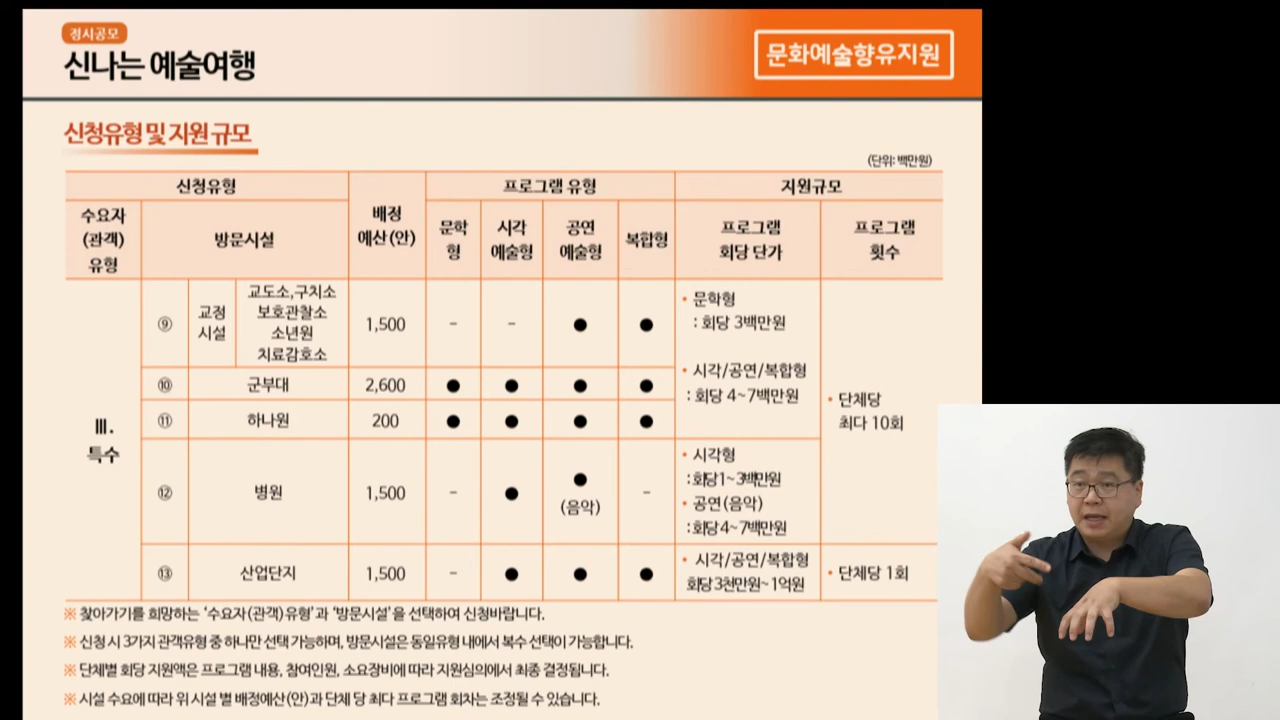 정시공모
신나는 예술여행
문화예술향유지원
신청유형 및 지원 규모
(단위: 백만원)
신청유형
배정
예산(안)
프로그램 유형
지원규모
수요자
(관객)
유형
방문시설
문학
형
시각
예술형
공연
예술형
복합형
프로그램
회당 단가
프로그램
횟수
Ⅲ.
특수
⑨
교정
시설
교도소,구치소
보호관찰소
소년원
치료감호소
1,500
-
-
●
●
• 문학형
: 회당 3백만원
• 시각/공연/복합형
: 회당 4~7백만원
• 단체당
최다 10회
⑩
군부대
2,600
●
●
●
●
⑪
하나원
200
●
●
●
●
⑫
병원
1,500
-
●
●
(음악)
-
• 시각형
: 회당 1~3백만원
• 공연(음악)
: 회당 4~7백만원
⑬
산업단지
1,500
-
●
●
●
• 시각/공연/복합형
회당 3천만원~1억원
• 단체당 1회
※ 찾아가기를 희망하는 ‘수요자(관객) 유형’과 ‘방문시설’을 선택하여 신청바랍니다.
※ 신청 시 3가지 관객유형 중 하나만 선택 가능하며, 방문시설은 동일유형 내에서 복수 선택이 가능합니다.
※ 단체별 회당 지원액은 프로그램 내용, 참여인원, 소요장비에 따라 지원심의에서 최종 결정됩니다.
※ 시설 수요에 따라 위 시설 별 배정예산(안)과 단체 당 최다 프로그램 회차는 조정될 수 있습니다.